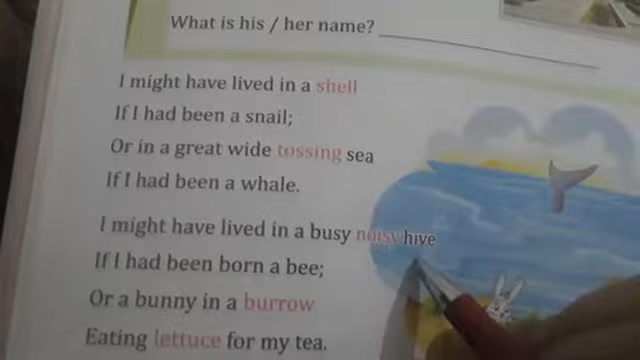 What is his / her name?
I might have lived in a shell
If I had been a snail;
Or in a great wide tossing sea
If I had been a whale.
I might have lived in a busy noisy hive
If I had been born a bee;
Or a bunny in a burrow
Eating lettuce for my tea.